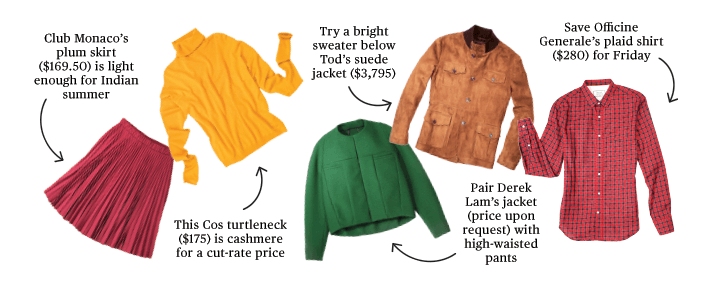 Club Monaco's
plum skirt
($169.50) is light
enough for Indian
summer
This Cos turtleneck
($175) is cashmere
for a cut-rate price
Try a bright
sweater below
Tod's suede
jacket ($3,795)
Pair Derek
Lam's jacket
(price upon
request) with
high-waisted
pants
Save Officine
Generale's plaid shirt
($280) for Friday